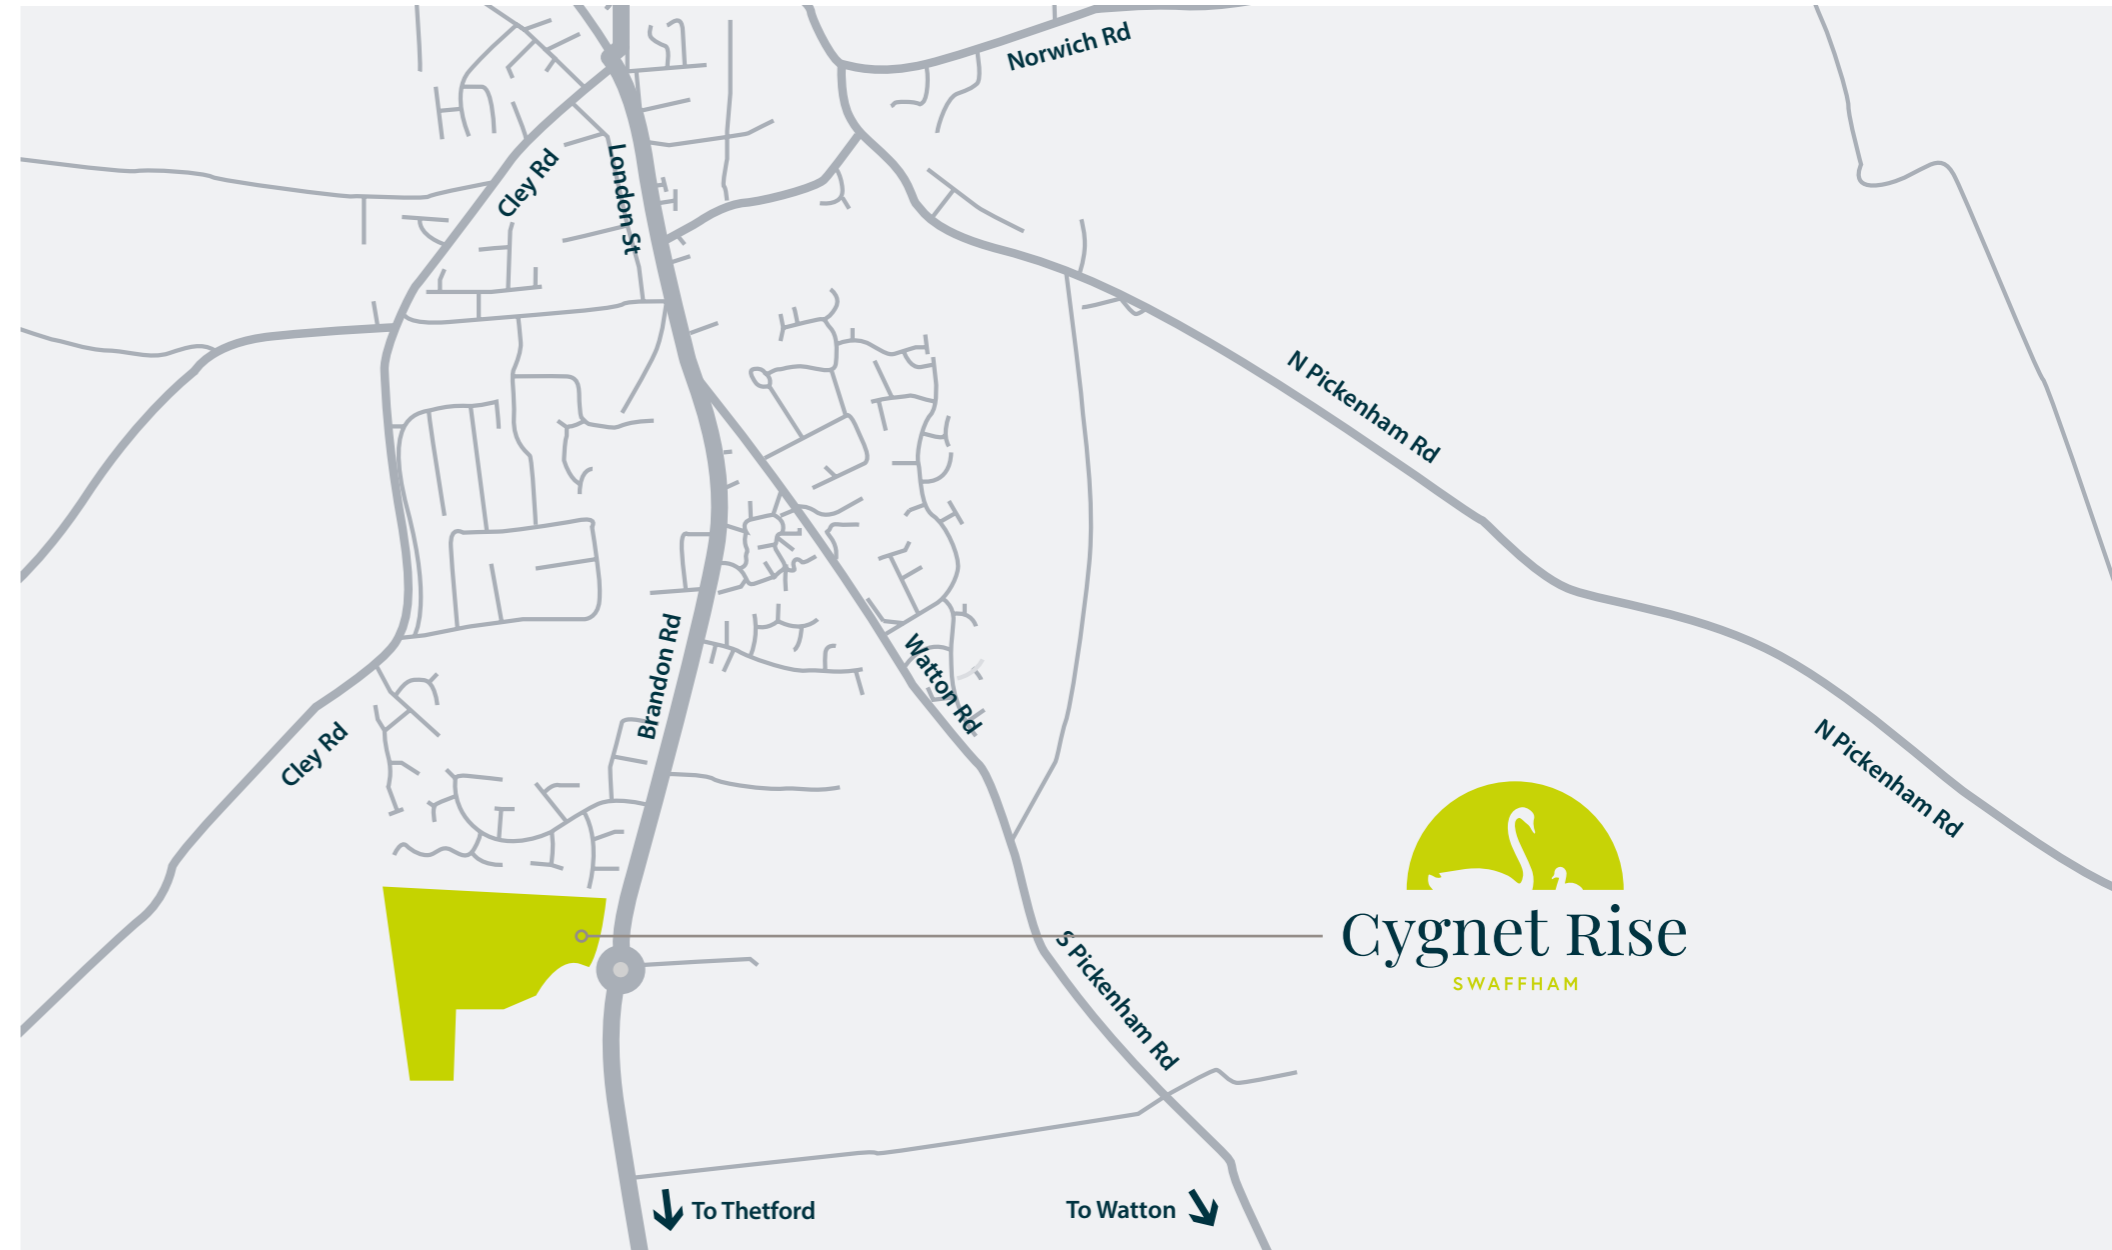 Norwich Rd
Cley Rd
London St
N Pickenham Rd
Brandon Rd
Watton Rd
Cley Rd
N Pickenham Rd
Cygnet Rise
SWAFFHAM
S Pickenham Rd
To Thetford
To Watton